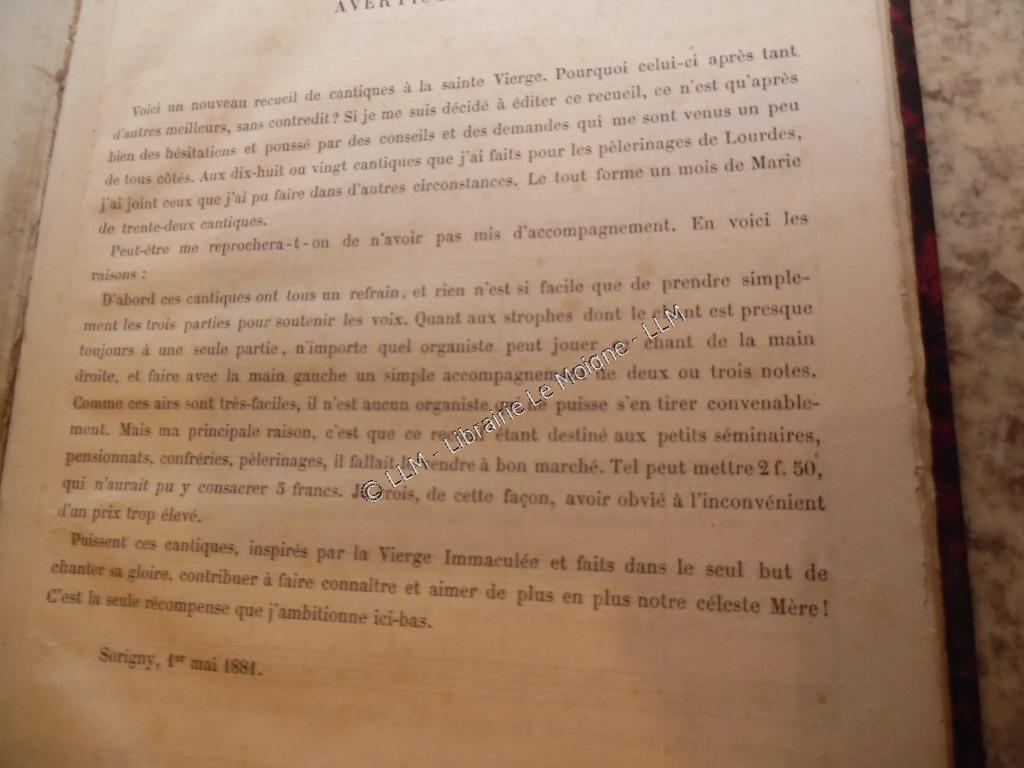 Voici un nouveau recueil de cantiques à la sainte Vierge. Pourquoi celui-ci après tant
d'autres meilleurs, sans contredit? Si je me suis décidé à éditer ce recueil, ce n'est qu'après
bien des hésitations et poussé par des conseils et des demandes qui me sont venus un peu
de tous côtés. Aux dix-huit ou vingt cantiques que j'ai faits pour les pèlerinages de Lourdes,
j'ai joint ceux que j'ai pu faire dans d'autres circonstances. Le tout forme un mois de Marie
de trente-deux cantiques.
Peut-être me reprochera-t-on de n'avoir pas mis d'accompagnement. En voici les
raisons :
D'abord ces cantiques ont tous un refrain, et rien n'est si facile que de prendre simple-
ment les trois parties pour soutenir les voix. Quant aux strophes dont le chant est presque
toujours à une seule partie, n'importe quel organiste peut jouer chant de la main
droite, et faire avec la main gauche un simple accompagnement de deux ou trois notes.
Comme ces airs sont très-faciles, il n'est aucun organiste ne puisse s'en tirer convenable-
ment. Mais ma principale raison, c'est que ce étant destiné aux petits séminaires,
pensionnats, confréries, pèlerinages, il fallait rendre à bon marché. Tel peut mettre 2 f. 50,
qui n'aurait pu y consacrer 5 francs. Je crois, de cette façon, avoir obvié à l'inconvénient
d'un prix trop élevé.
Puissent ces cantiques, inspirés par la Vierge Immaculée et faits dans le seul but de
chanter sa gloire, contribuer à faire connaître et aimer de plus en plus notre céleste Mère!
C'est la seule récompense que j'ambitionne ici-bas.
Sorigny, 1er mai 1881.
© LLM - Librairie Le Moigne - LLM